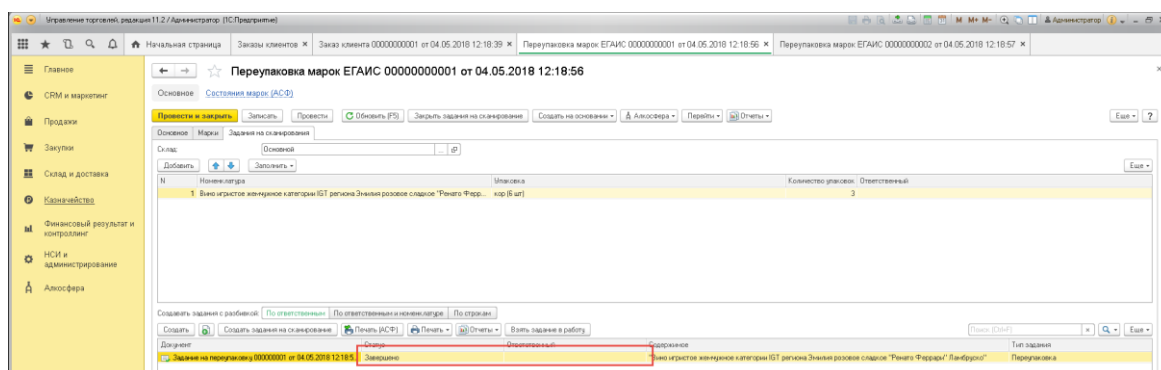 Управление торговлей, редакция 11.2 / Администратор (1С:Предприятие)
M M+ M- Администратор
Начальная страница Заказы клиентов × Заказ клиента 00000000001 от 04.05.2018 12:18:39 × Переупаковка марок ЕГАИС 00000000001 от 04.05.2018 12:18:56 × Переупаковка марок ЕГАИС 00000000002 от 04.05.2018 12:18:57 ×
Главное
CRM и маркетинг
Продажи
Закупки
Склад и доставка
Казначейство
Финансовый результат и
контроллинг
НСИ и
администрирование
Алкосфера
Переупаковка марок ЕГАИС 00000000001 от 04.05.2018 12:18:56
Основное Состояния марок (АСФ)
Провести и закрыть Записать Провести Обновить (F5) Закрыть задания на сканирование Создать на основании Алкосфера Перейти Отчеты Еще ?
Основное Марки Задания на сканирования
Склад: Основной ...
Добавить Заполнить Еще
N Номенклатура Упаковка Количество упаковок Ответственный
1 Вино игристое жемчужное категории IGT региона Эмилия розовое сладкое "Ренато Ферр... кор (6 шт) 3
Создавать задания с разбивкой: По ответственным По ответственным и номенклатуре По строкам
Создать Создать задания на сканирование Печать (АСФ) Печать Отчеты Взять задание в работу Поиск (Ctrl+F) × Еще
Документ Статус Ответственный Содержимое Тип задания
Задание на переупаковку 000000001 от 04.05.2018 12:18:5... Завершено "Вино игристое жемчужное категории IGT региона Эмилия розовое сладкое "Ренато Феррари" Ламбруско" Переупаковка